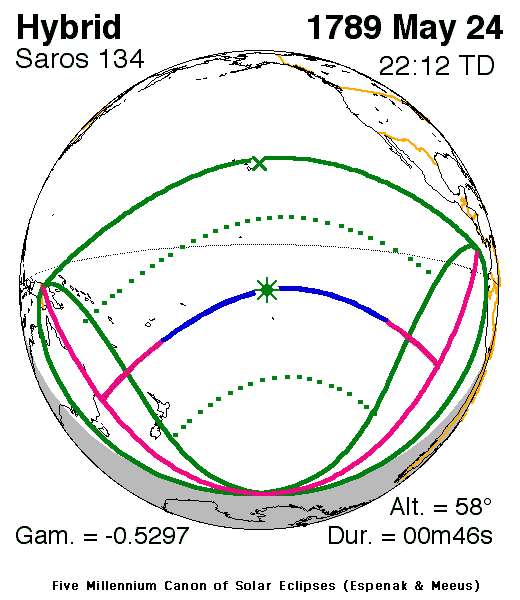 Hybrid
1789 May 24
Saros 134
22:12 TD
Alt. = 58°
Gam. = -0.5297
Dur. = 00m46s
Five Millennium Canon of Solar Eclipses (Espenak & Meeus)